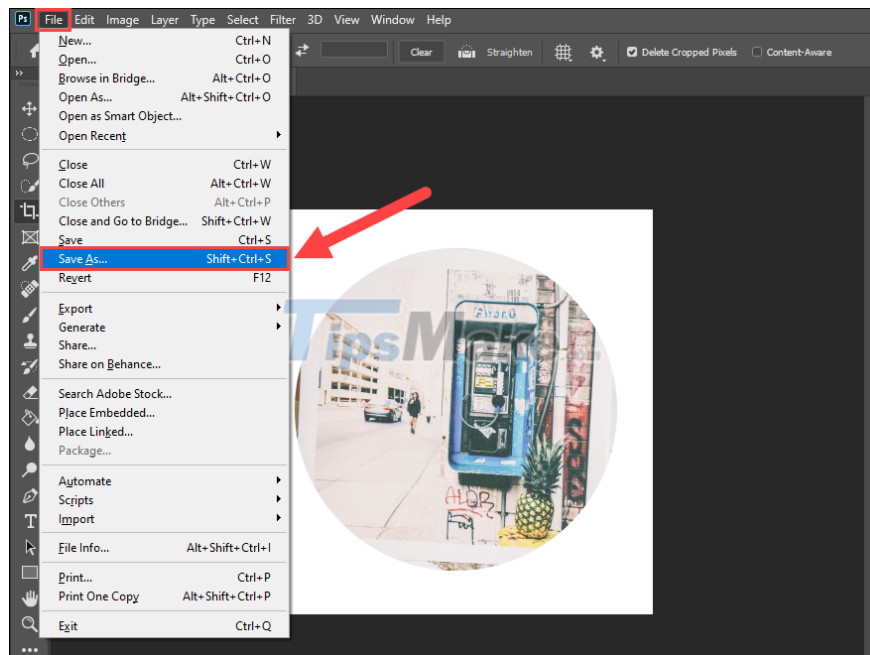 Ps File Edit Image Layer Type Select Filter 3D View Window Help
Clear Straighten Delete Cropped Pixels Content-Aware
New... Ctrl+N
Open... Ctrl+O
Browse in Bridge... Alt+Ctrl+O
Open As... Alt+Shift+Ctrl+O
Open as Smart Object...
Open Recent
Close Ctrl+W
Close All Alt+Ctrl+W
Close Others Alt+Ctrl+P
Close and Go to Bridge... Shift+Ctrl+W
Save Ctrl+S
Save As... Shift+Ctrl+S
Revert F12
Export
Generate
Share...
Share on Behance...
Search Adobe Stock...
Place Embedded...
Place Linked...
Package...
Automate
Scripts
Import
File Info... Alt+Shift+Ctrl+I
Print... Ctrl+P
Print One Copy Alt+Shift+Ctrl+P
Exit Ctrl+Q
T
TipsMake